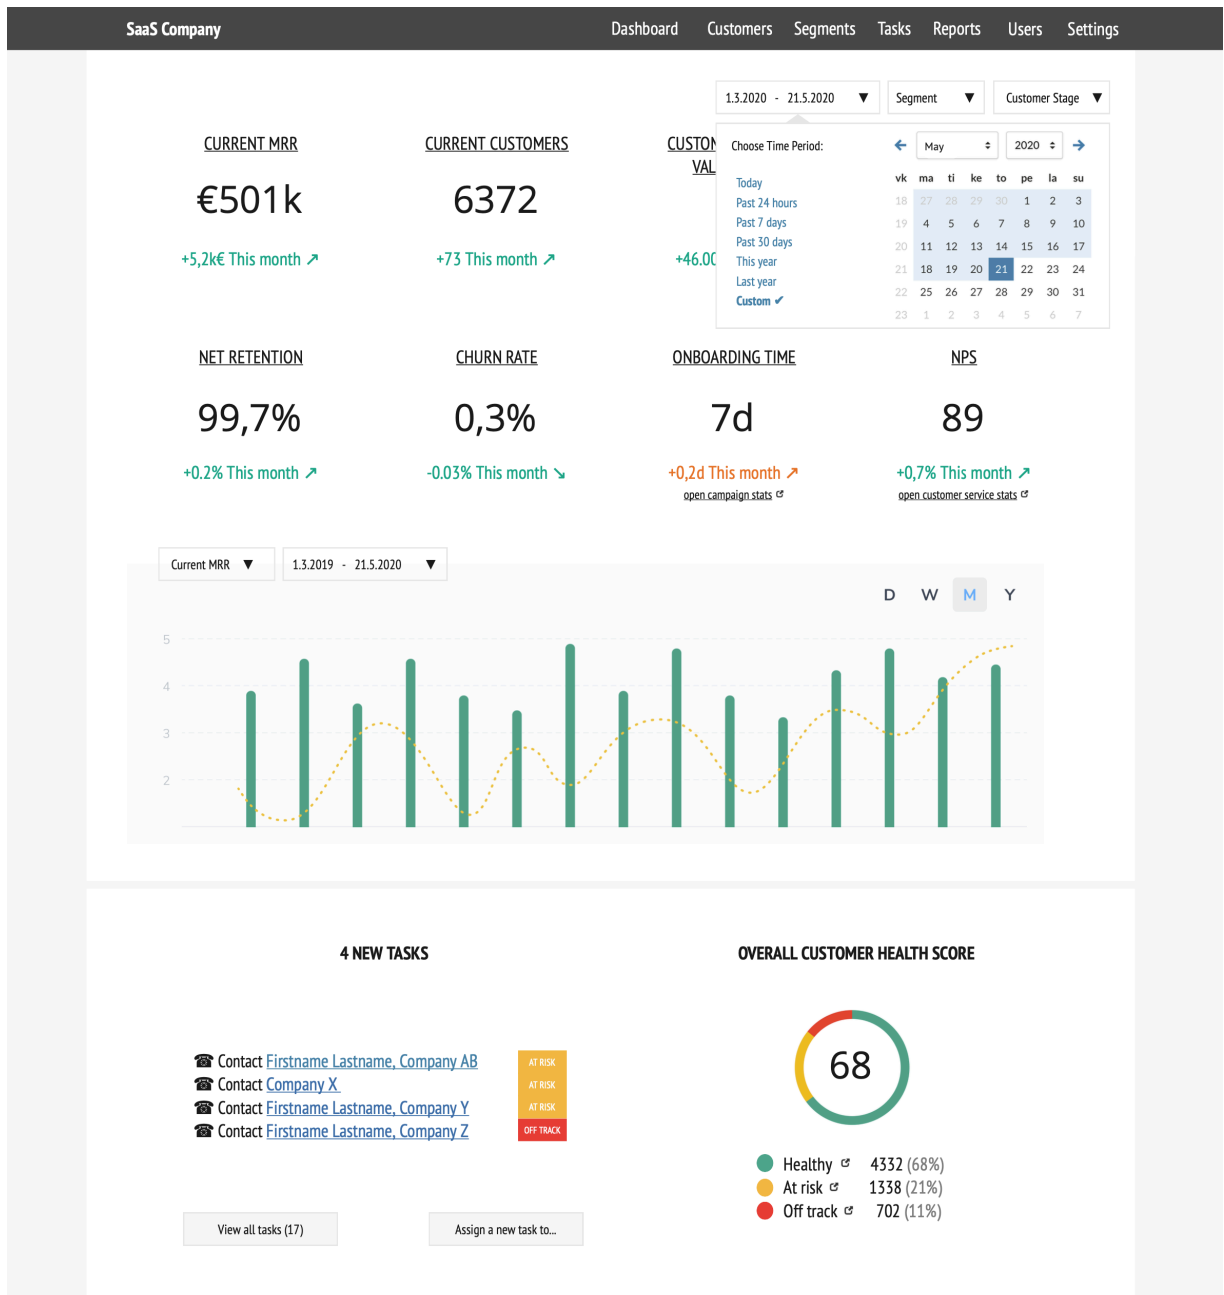 SaaS Company Dashboard Customers Segments Tasks Reports Users Settings
1.3.2020 - 21.5.2020 ▼ Segment ▼ Customer Stage ▼
CURRENT MRR
€501k
+5,2k€ This month ↗
CURRENT CUSTOMERS
6372
+73 This month ↗
CUSTOM
VAL
+46.00
Choose Time Period:
Today
Past 24 hours
Past 7 days
Past 30 days
This year
Last year
Custom ✔
← May 2020 →
vk ma ti ke to pe la su
18 27 28 29 30 1 2 3
19 4 5 6 7 8 9 10
20 11 12 13 14 15 16 17
21 18 19 20 21 22 23 24
22 25 26 27 28 29 30 31
23 1 2 3 4 5 6 7
NET RETENTION
99,7%
+0.2% This month ↗
CHURN RATE
0,3%
-0.03% This month ↘
ONBOARDING TIME
7d
+0,2d This month ↗
open campaign stats
NPS
89
+0,7% This month ↗
open customer service stats
Current MRR ▼ 1.3.2019 - 21.5.2020 ▼
D W M Y
5
4
3
2
4 NEW TASKS
☎ Contact Firstname Lastname, Company AB AT RISK
☎ Contact Company X AT RISK
☎ Contact Firstname Lastname, Company Y AT RISK
☎ Contact Firstname Lastname, Company Z OFF TRACK
View all tasks (17) Assign a new task to...
OVERALL CUSTOMER HEALTH SCORE
68
Healthy 4332 (68%)
At risk 1338 (21%)
Off track 702 (11%)